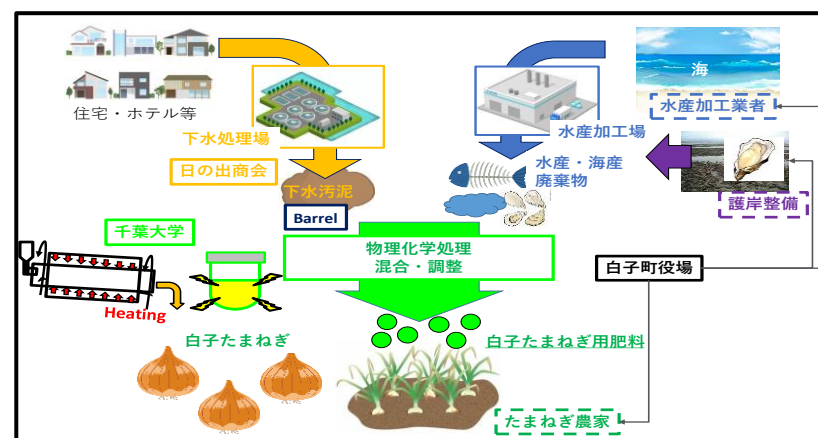 海
住宅・ホテル等
水産加工業者
下水処理場
水産加工場
日の出商会
下水汚泥
水産・海産
廃棄物
護岸整備
Barrel
千葉大学
物理化学処理
混合・調整
白子町役場
Heating
白子たまねぎ
白子たまねぎ用肥料
たまねぎ農家